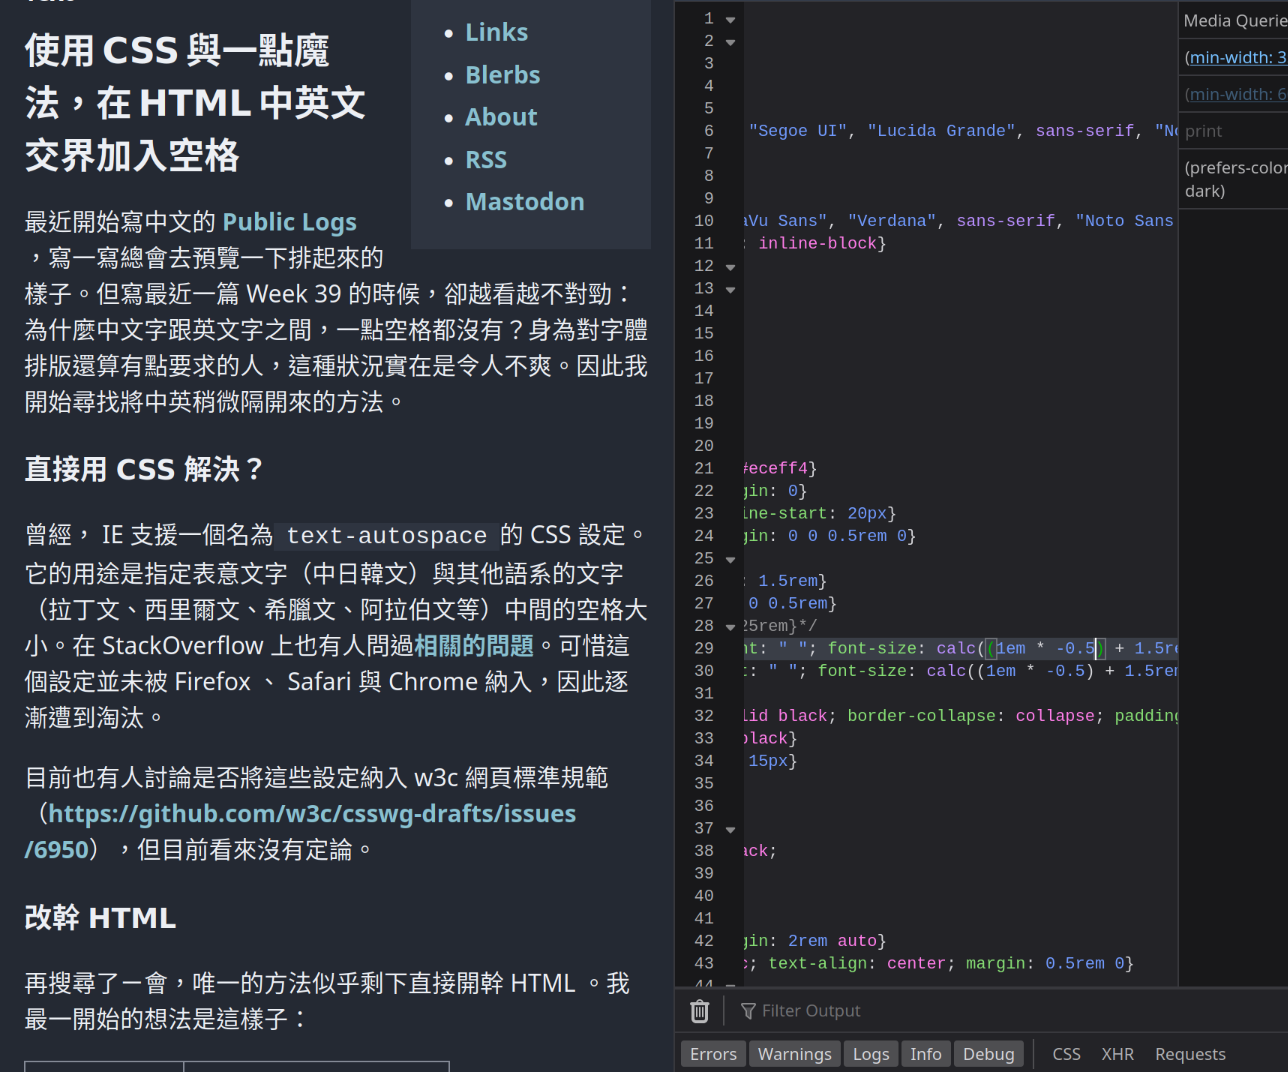 使用 CSS 與一點魔
法，在 HTML 中英文
交界加入空格
Links
Blerbs
About
RSS
Mastodon
最近開始寫中文的 Public Logs
，寫一寫總會去預覽一下排起來的
樣子。但寫最近一篇 Week 39 的時候，卻越看越不對勁：
為什麼中文字跟英文字之間，一點空格都沒有？身為對字體
排版還算有點要求的人，這種狀況實在是令人不爽。因此我
開始尋找將中英稍微隔開來的方法。
直接用 CSS 解決？
曾經， IE 支援一個名為 text-autospace 的 CSS 設定。
它的用途是指定表意文字（中日韓文）與其他語系的文字
（拉丁文、西里爾文、希臘文、阿拉伯文等）中間的空格大
小。在 StackOverflow 上也有人問過相關的問題。可惜這
個設定並未被 Firefox 、 Safari 與 Chrome 納入，因此逐
漸遭到淘汰。
目前也有人討論是否將這些設定納入 w3c 網頁標準規範
（https://github.com/w3c/csswg-drafts/issues
/6950），但目前看來沒有定論。
改幹 HTML
再搜尋了一會，唯一的方法似乎剩下直接開幹 HTML 。我
最一開始的想法是這樣子：
1
2
3
4
5
6 "Segoe UI", "Lucida Grande", sans-serif, "No
7
8
9
10 aVu Sans", "Verdana", sans-serif, "Noto Sans
11 : inline-block}
12
13
14
15
16
17
18
19
20
21 #eceff4}
22 gin: 0}
23 ine-start: 20px}
24 gin: 0 0 0.5rem 0}
25
26 : 1.5rem}
27 0 0.5rem}
28 25rem}*/
29 nt: " "; font-size: calc((1em * -0.5) + 1.5re
30 t: " "; font-size: calc((1em * -0.5) + 1.5rem
31
32 lid black; border-collapse: collapse; padding
33 black}
34 15px}
35
36
37
38 ack;
39
40
41
42 gin: 2rem auto}
43 c; text-align: center; margin: 0.5rem 0}
44
Media Querie
(min-width: 3
(min-width: 6
print
(prefers-color
dark)
Filter Output
Errors Warnings Logs Info Debug CSS XHR Requests